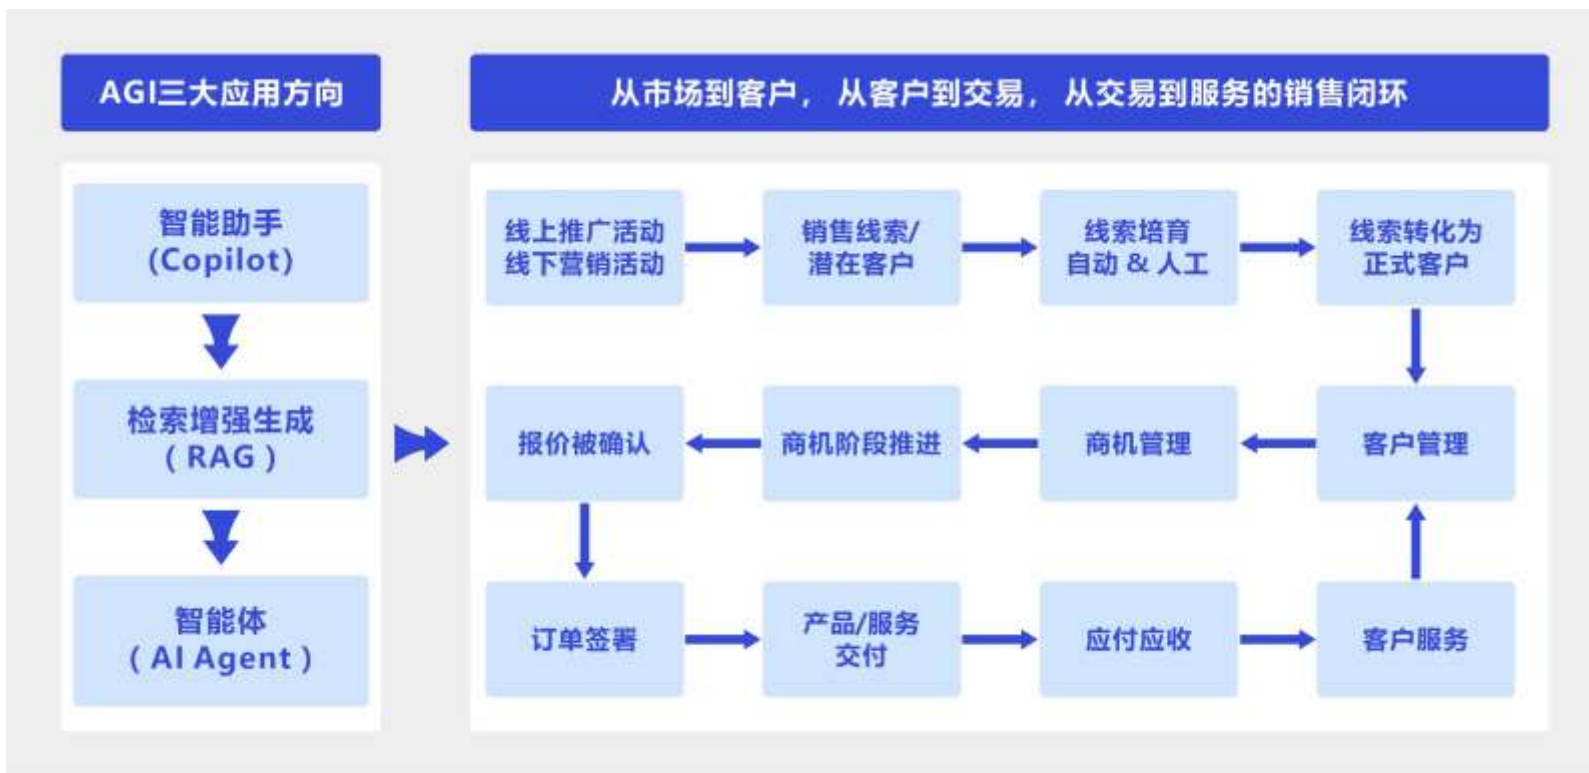 AGI三大应用方向
智能助手
(Copilot)
检索增强生成
( RAG )
智能体
( AI Agent )
从市场到客户， 从客户到交易， 从交易到服务的销售闭环
线上推广活动
线下营销活动
销售线索/
潜在客户
线索培育
自动 & 人工
线索转化为
正式客户
报价被确认
商机阶段推进
商机管理
客户管理
订单签署
产品/服务
交付
应付应收
客户服务